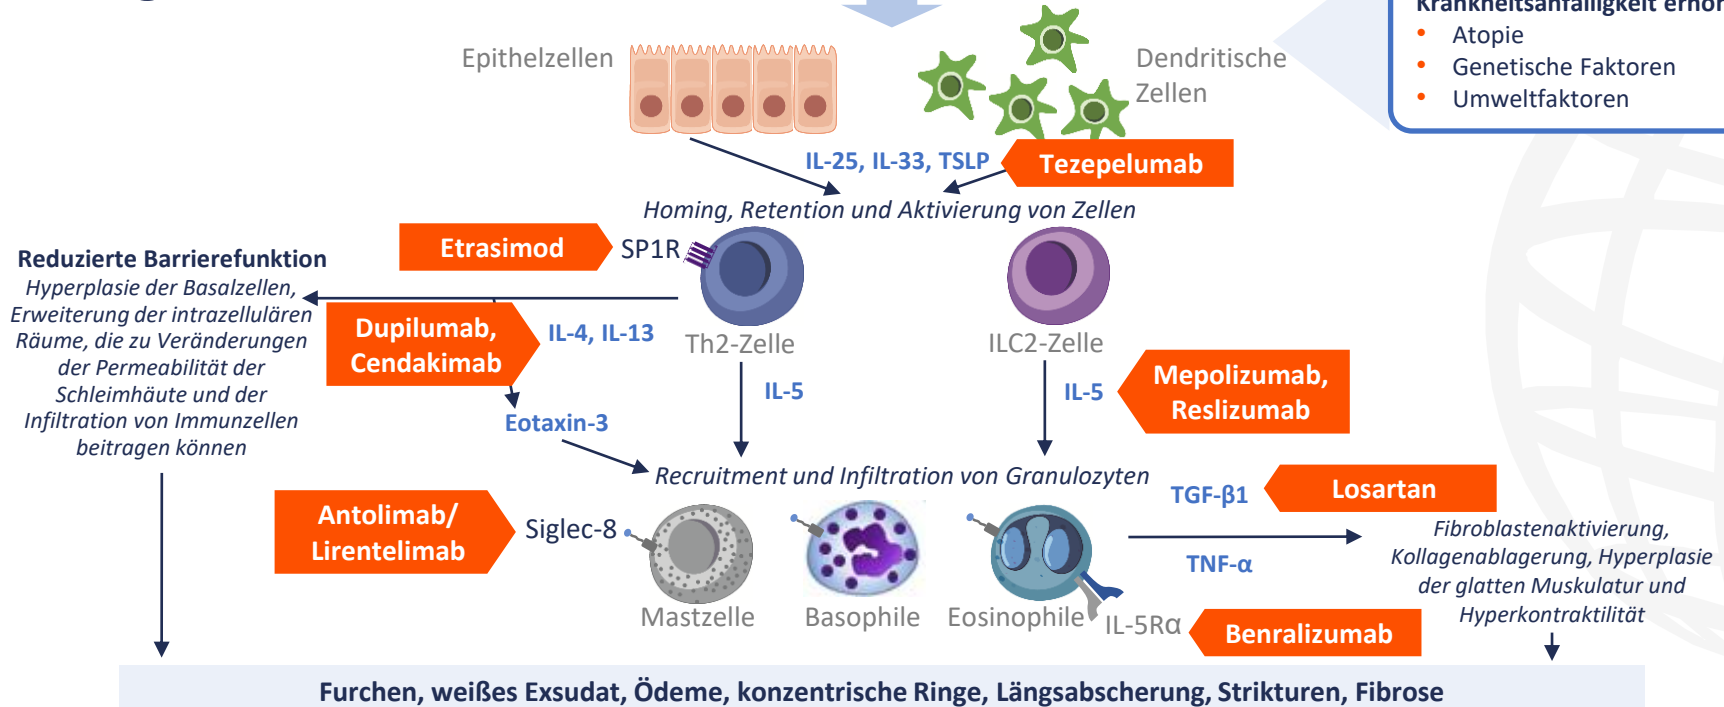 Krankheitsanfälligkeit erhöh
• Atopie
• Genetische Faktoren
• Umweltfaktoren
Epithelzellen
Dendritische
Zellen
IL-25, IL-33, TSLP
Tezepelumab
Homing, Retention und Aktivierung von Zellen
Etrasimod
SP1R
Reduzierte Barrierefunktion
Hyperplasie der Basalzellen,
Erweiterung der intrazellulären
Räume, die zu Veränderungen
der Permeabilität der
Schleimhäute und der
Infiltration von Immunzellen
beitragen können
Dupilumab,
Cendakimab
IL-4, IL-13
Th2-Zelle
ILC2-Zelle
IL-5
IL-5
Mepolizumab,
Reslizumab
Eotaxin-3
Recruitment und Infiltration von Granulozyten
TGF-β1
Losartan
Antolimab/
Lirentelimab
Siglec-8
TNF-α
Fibroblastenaktivierung,
Kollagenablagerung, Hyperplasie
der glatten Muskulatur und
Hyperkontraktilität
Mastzelle
Basophile
Eosinophile
IL-5Rα
Benralizumab
Furchen, weißes Exsudat, Ödeme, konzentrische Ringe, Längsabscherung, Strikturen, Fibrose